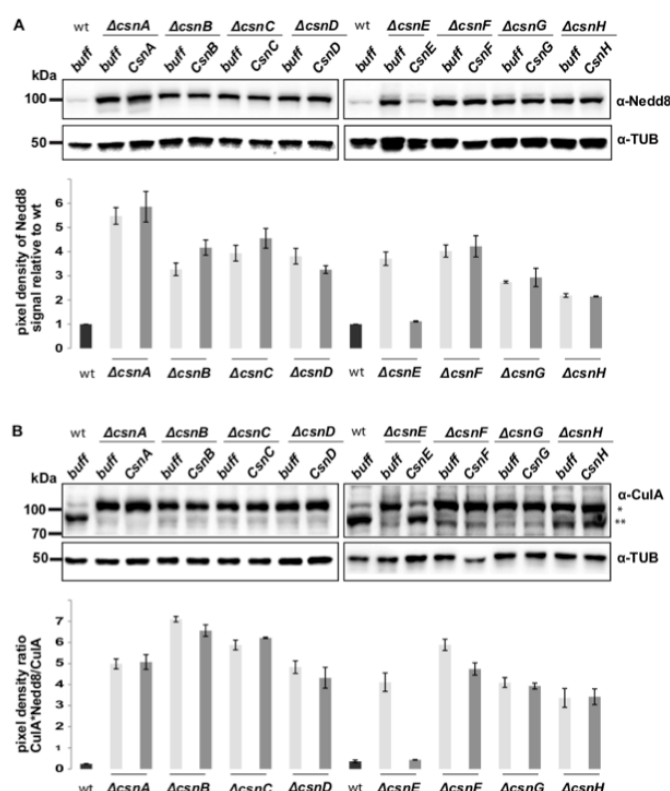 A
wt ΔcsnA ΔcsnB ΔcsnC ΔcsnD wt ΔcsnE ΔcsnF ΔcsnG ΔcsnH
buff buff CsnA buff CsnB buff CsnC buff CsnD buff buff CsnE buff CsnF buff CsnG buff CsnH
kDa
100 α-Nedd8
50 α-TUB
pixel density of Nedd8
signal relative to wt
6
5
4
3
2
1
0
wt ΔcsnA ΔcsnB ΔcsnC ΔcsnD wt ΔcsnE ΔcsnF ΔcsnG ΔcsnH
B
wt ΔcsnA ΔcsnB ΔcsnC ΔcsnD wt ΔcsnE ΔcsnF ΔcsnG ΔcsnH
buff buff CsnA buff CsnB buff CsnC buff CsnD buff buff CsnE buff CsnF buff CsnG buff CsnH
kDa
α-CulA
100 *
**
70
50 α-TUB
pixel density ratio
CulA*Nedd8/CulA
7
6
5
4
3
2
1
0
wt ΔcsnA ΔcsnB ΔcsnC ΔcsnD wt ΔcsnE ΔcsnF ΔcsnG ΔcsnH